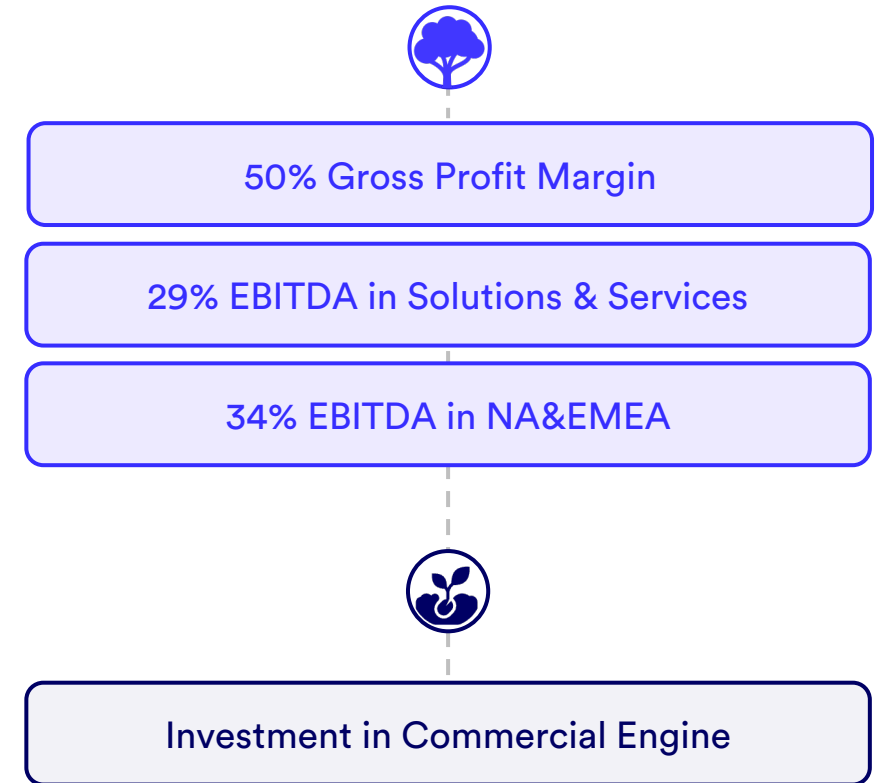 50% Gross Profit Margin
29% EBITDA in Solutions & Services
34% EBITDA in NA&EMEA
Investment in Commercial Engine